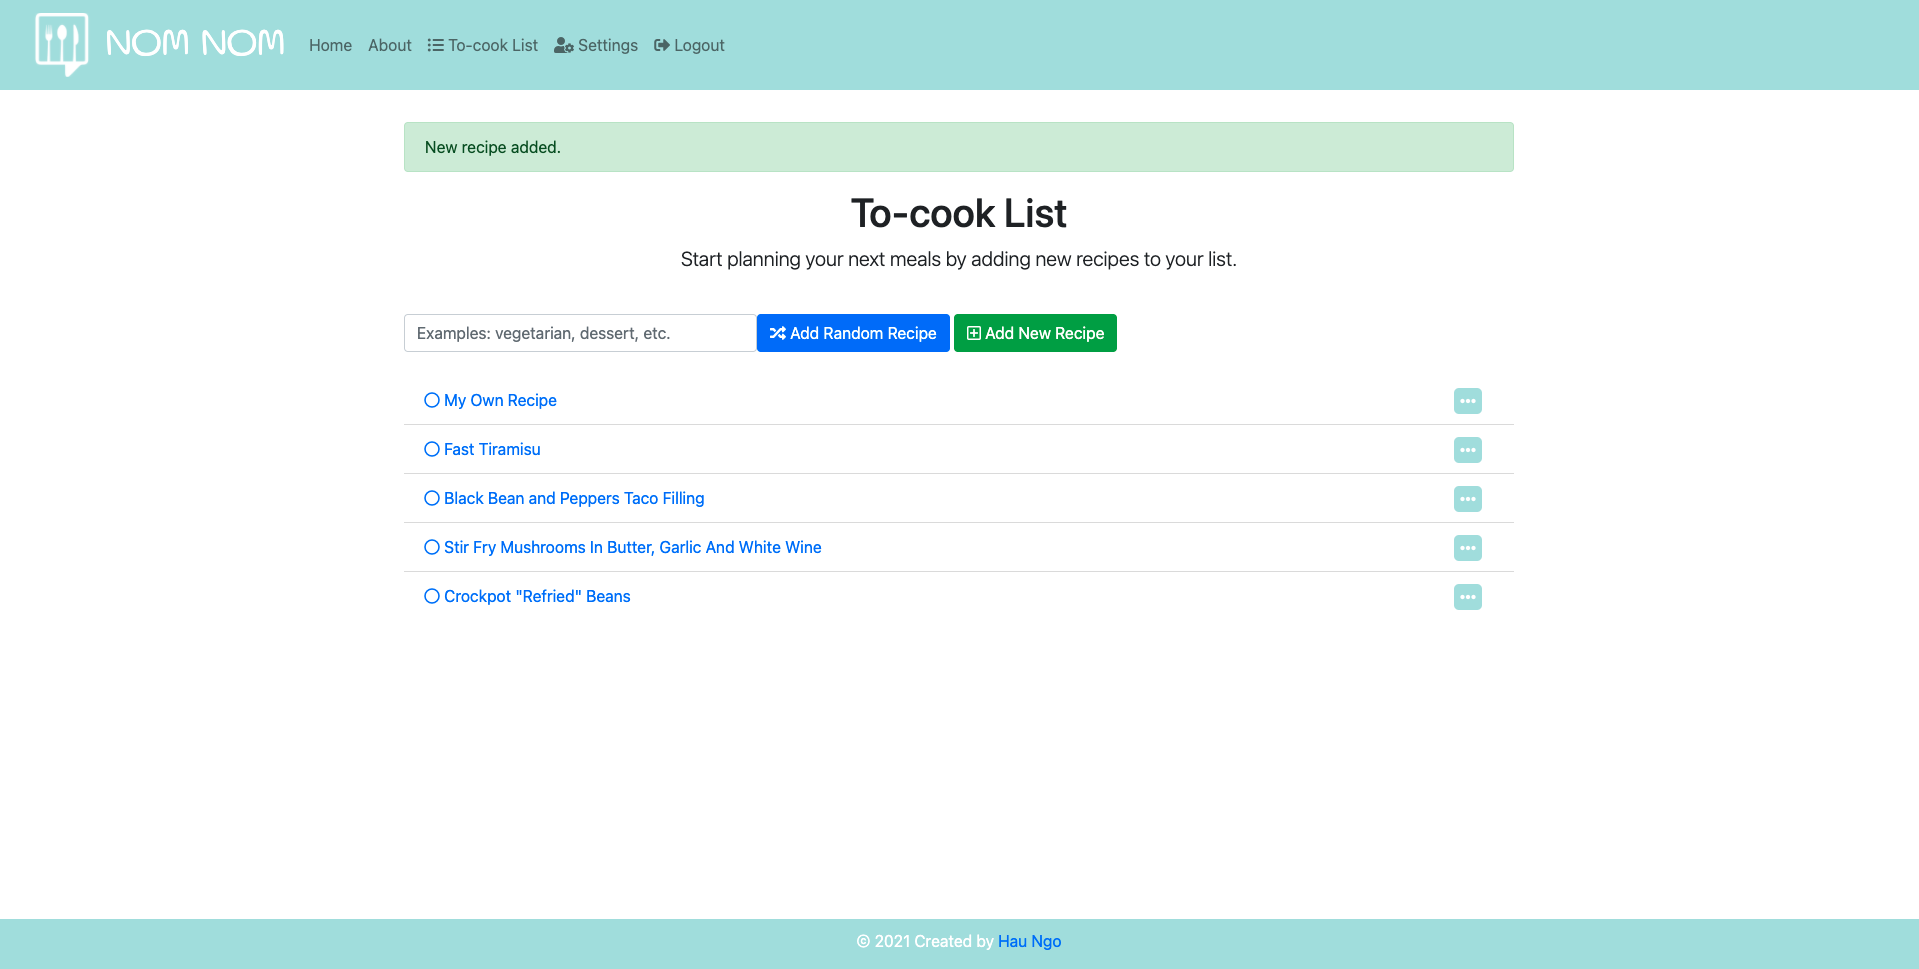 NOM NOM Home About To-cook List Settings Logout
New recipe added.
To-cook List
Start planning your next meals by adding new recipes to your list.
Examples: vegetarian, dessert, etc. Add Random Recipe Add New Recipe
My Own Recipe
Fast Tiramisu
Black Bean and Peppers Taco Filling
Stir Fry Mushrooms In Butter, Garlic And White Wine
Crockpot "Refried" Beans
© 2021 Created by Hau Ngo